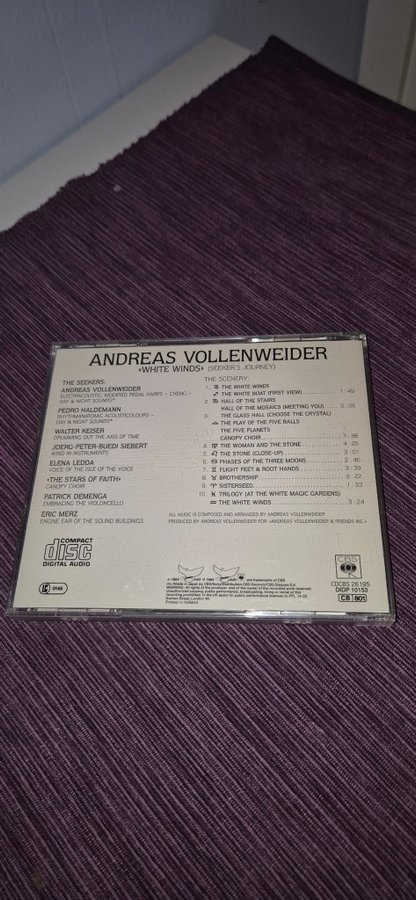 ANDREAS VOLLENWEIDER
«WHITE WINDS» (SEEKER'S JOURNEY)
THE SEEKERS:
ANDREAS VOLLENWEIDER
ELECTROACOUSTIC, MODIFIED PEDAL HARPS - CHENG -
DAY & NIGHT SOUNDS*
PEDRO HALDEMANN
DAY & NIGHT SOUNDS*
WALTER KEISER
DRUMMING OUT THE AXIS OF TIME
JOERG-PETER-BUEDI SIEBERT
WIND IN INSTRUMENTS
ELENA LEDDA
VOICE OF THE ISLE OF THE VOICE
«THE STARS OF FAITH»
CANOPY CHOIR
PATRICK DEMENGA
EMBRACING THE VIOLONCELLO
ERIC MERZ
ENGINE EAR OF THE SOUND BUILDINGS
THE SCENERY:
1. THE WHITE WINDS
THE WHITE BOAT (FIRST VIEW) 1:49
2. HALL OF THE STAIRS
HALL OF THE MOSAICS (MEETING YOU) 5:06
3. THE GLASS HALL (CHOOSE THE CRYSTAL)
THE PLAY OF THE FIVE BALLS
THE FIVE PLANETS
CANOPY CHOIR 7:38
4. THE WOMAN AND THE STONE 4:25
5. THE STONE (CLOSE-UP) 3:01
6. PHASES OF THE THREE MOONS 2:46
7. FLIGHT FEET & ROOT HANDS 3:39
8. BROTHERSHIP 3:22
9. SISTERSEED 1:33
10. TRILOGY (AT THE WHITE MAGIC GARDENS)
THE WHITE WINDS 3:24
ALL MUSIC IS COMPOSED AND ARRANGED BY ANDREAS VOLLENWEIDER
PRODUCED BY ANDREAS VOLLENWEIDER FOR «ANDREAS VOLLENWEIDER & FRIENDS INC»
COMPACT
disc
DIGITAL AUDIO
0149
CBS
CDCBS 26195
DIDP 10153
CB 801
are trademarks of CBS
Printed in Holland